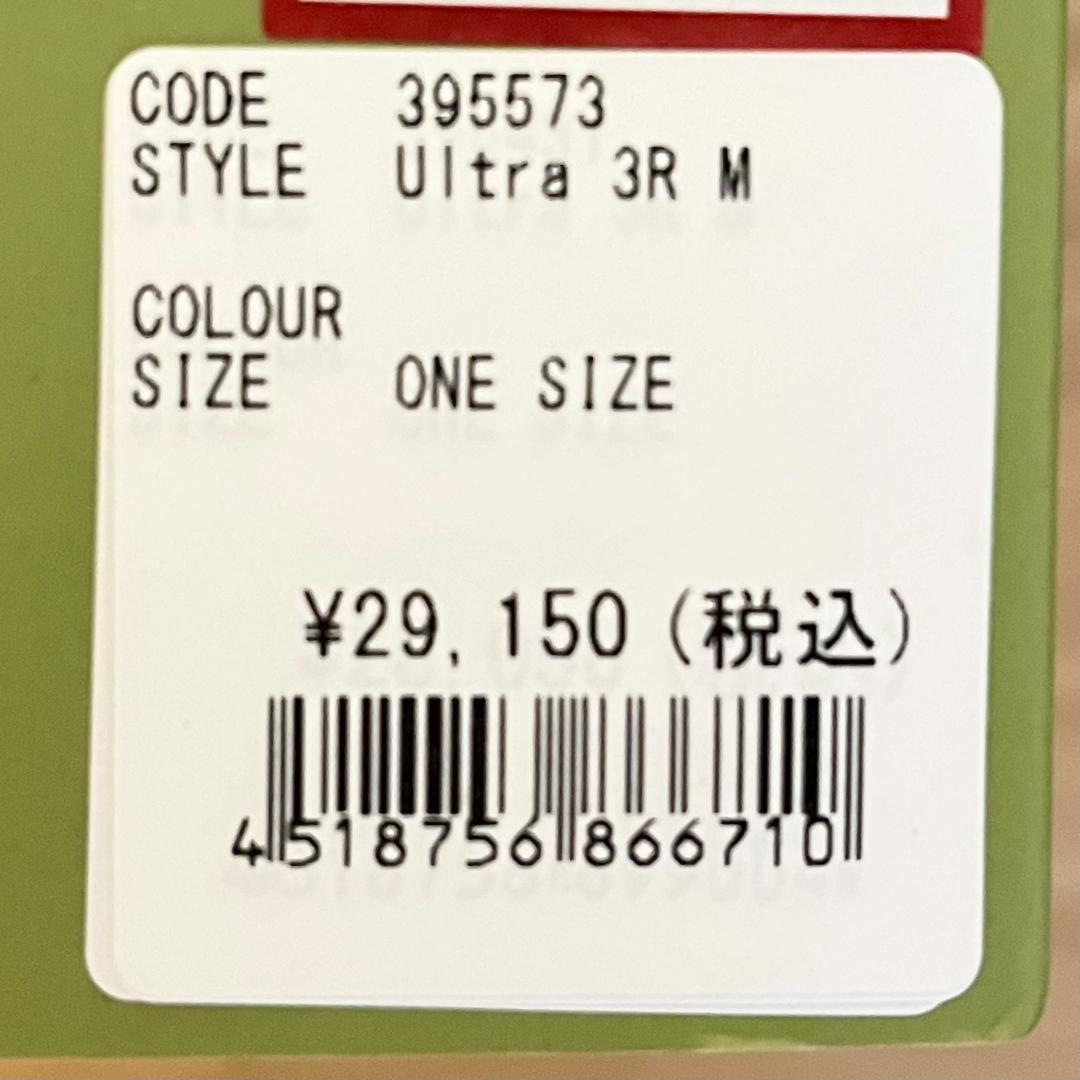 CODE 395573
STYLE Ultra 3R M
COLOUR
SIZE ONE SIZE
¥29,150(税込)
4518756866710